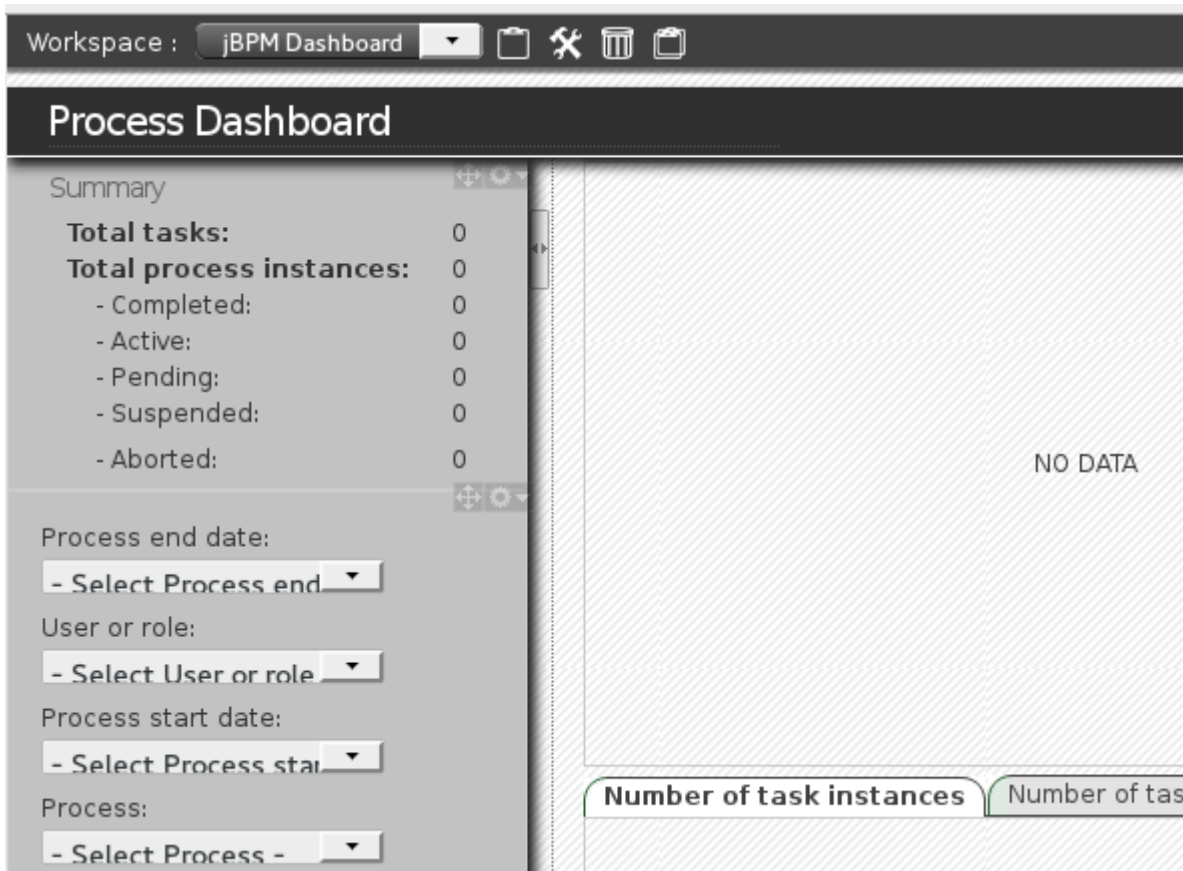 Workspace : jBPM Dashboard
Process Dashboard
Summary
Total tasks: 0
Total process instances: 0
- Completed: 0
- Active: 0
- Pending: 0
- Suspended: 0
- Aborted: 0
Process end date:
- Select Process end
User or role:
- Select User or role
Process start date:
- Select Process star
Process:
- Select Process -
NO DATA
Number of task instances
Number of tas